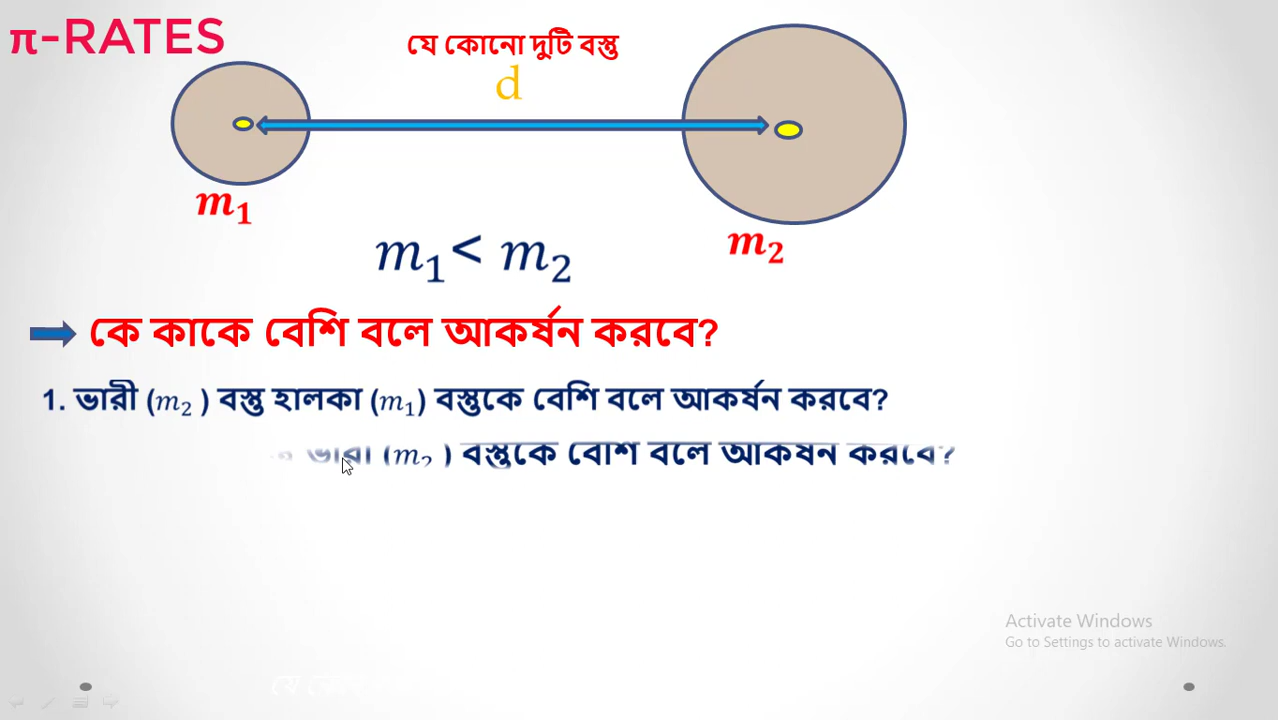 π-RATES
যে কোনো দুটি বস্তু
d
m₁
m₂
m₁< m₂
কে কাকে বেশি বলে আকর্ষন করবে?
1. ভারী (m₂ ) বস্তু হালকা (m₁) বস্তুকে বেশি বলে আকর্ষন করবে?
ভারী (m₂ ) বস্তুকে বেশি বলে আকর্ষন করবে?
Activate Windows
Go to Settings to activate Windows.